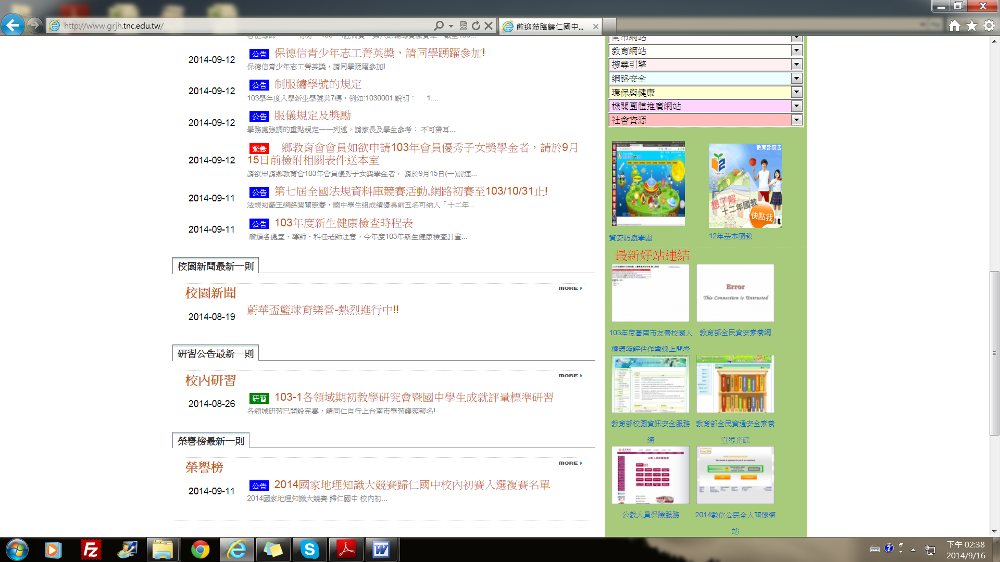 http://www.grjh.tnc.edu.tw/
歡迎蒞臨歸仁國中...
2014-09-12
公告 保德信青少年志工菁英獎，請同學踴躍參加!
保德信青少年志工菁英獎，請同學踴躍參加!
2014-09-12
公告 制服繡學號的規定
103學年度入學新生學號共7碼，例如:1030001 說明： 1....
2014-09-12
公告 服儀規定及獎勵
學務處強調的重點規定一一列述，請家長及學生參考： 不可帶耳...
2014-09-12
緊急 鄉教育會會員如欲申請103年會員優秀子女獎學金者，請於9月
15日前檢附相關表件送本室
請欲申請鄉教育會103年會員優秀子女獎學金者， 請於9月15日(一)前連...
2014-09-11
公告 第七屆全國法規資料庫競賽活動,網路初賽至103/10/31止!
法規知識王網路闖關競賽，國中學生組成績優異前五名可納入「十二年...
2014-09-11
公告 103年度新生健康檢查時程表
麻煩各處室、導師、科任老師注意，今年度103年新生健康檢查計畫...
校園新聞最新一則
校園新聞
MORE
2014-08-19
蔚華盃籃球育樂營-熱烈進行中!!
...
研習公告最新一則
校內研習
MORE
2014-08-26
研習 103-1各領域期初教學研究會暨國中學生成就評量標準研習
各領域研習已開設完畢，請同仁自行上台南市學習護照報名!
榮譽榜最新一則
榮譽榜
MORE
2014-09-11
公告 2014國家地理知識大競賽歸仁國中校內初賽入選複賽名單
2014國家地理知識大競賽 歸仁國中 校內初...
南市網站
教育網站
搜尋引擎
網路安全
環保與健康
機關團體推廣網站
社會資源
教育部廣告
想了解
十二年國教
快點我
資安防護學園
12年基本國教
最新好站連結
Error
This Connection is Untrusted
103年度臺南市友善校園人
權環境評估作業線上問卷
教育部全民資安素養網
教育部校園資訊安全服務
網
教育部全民資通安全素養
宣導光碟
公教人員保險服務
2014數位公民全人關懷網
站
下午 02:38
2014/9/16